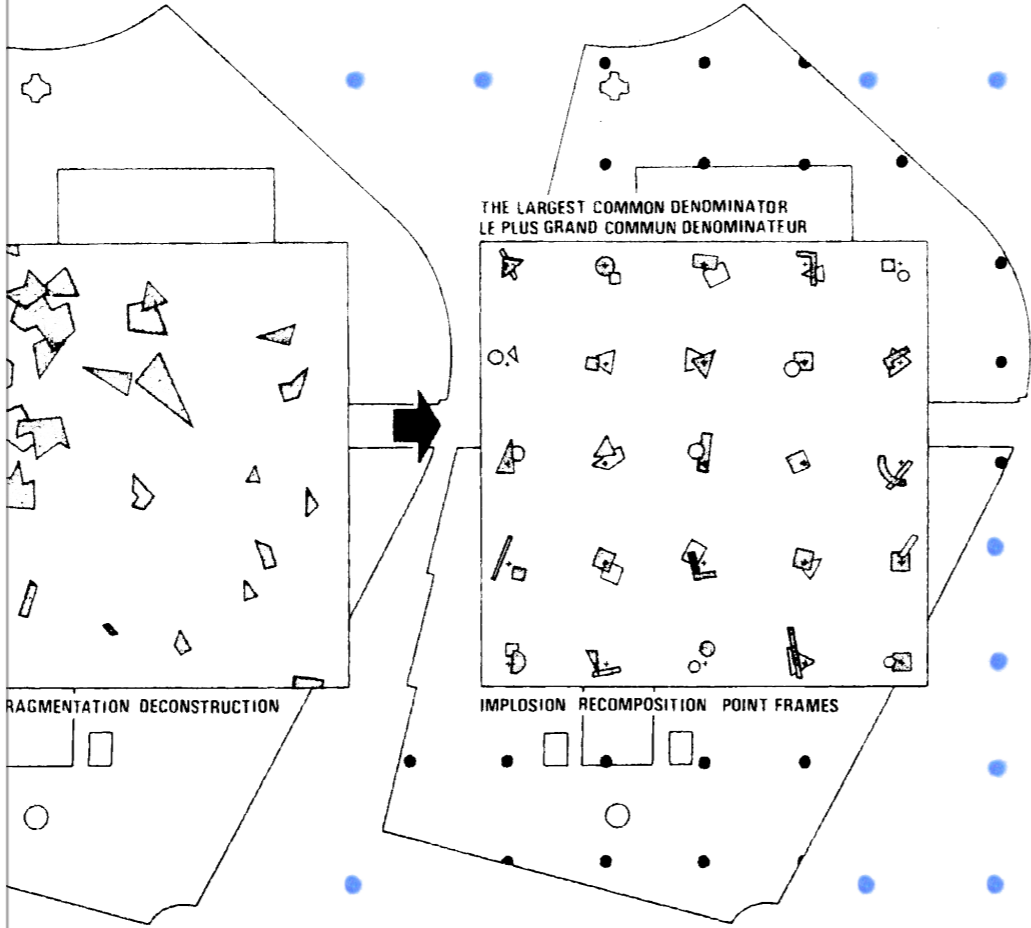 THE LARGEST COMMON DENOMINATOR
LE PLUS GRAND COMMUN DENOMINATEUR
RAGMENTATION DECONSTRUCTION
IMPLOSION RECOMPOSITION POINT FRAMES